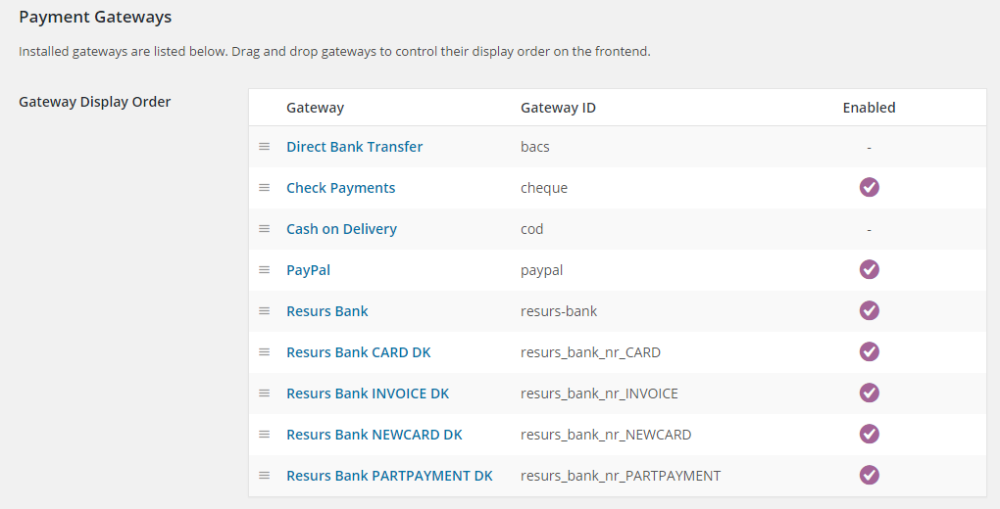 Payment Gateways
Installed gateways are listed below. Drag and drop gateways to control their display order on the frontend.
Gateway Display Order
Gateway Gateway ID Enabled
Direct Bank Transfer bacs -
Check Payments cheque
Cash on Delivery cod -
PayPal paypal
Resurs Bank resurs-bank
Resurs Bank CARD DK resurs_bank_nr_CARD
Resurs Bank INVOICE DK resurs_bank_nr_INVOICE
Resurs Bank NEWCARD DK resurs_bank_nr_NEWCARD
Resurs Bank PARTPAYMENT DK resurs_bank_nr_PARTPAYMENT